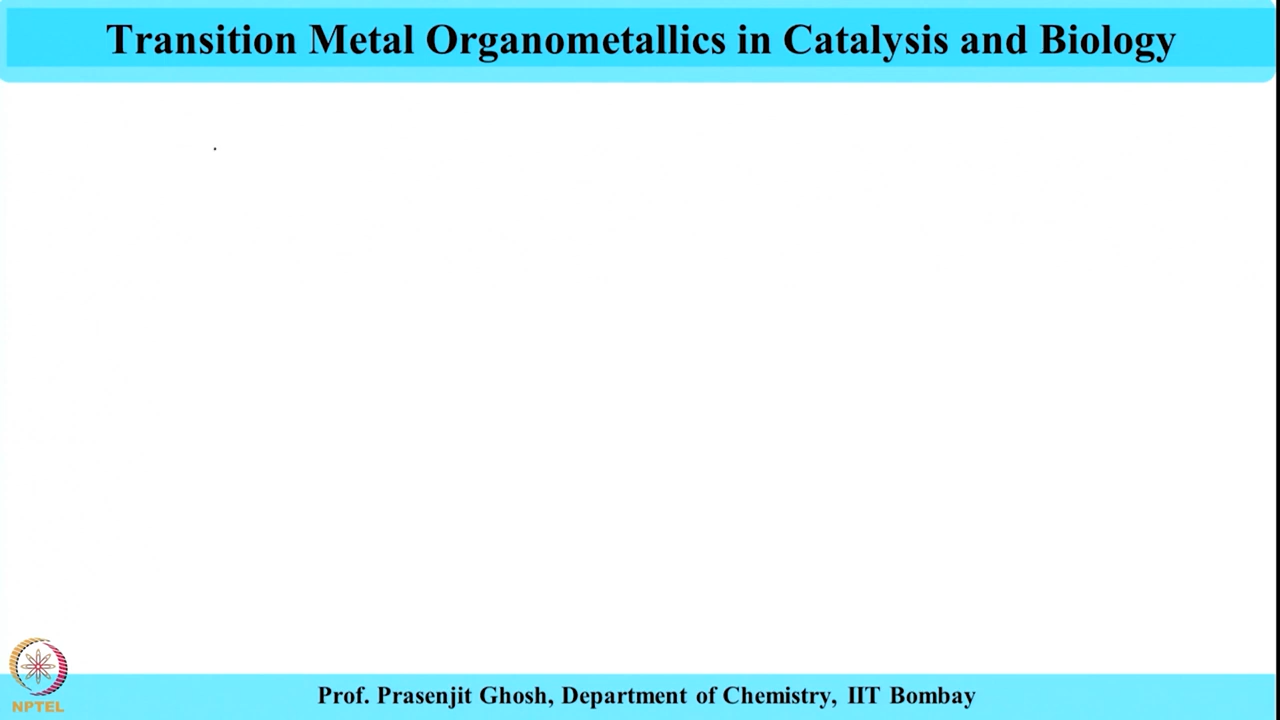 Transition Metal Organometallics in Catalysis and Biology
Prof. Prasenjit Ghosh, Department of Chemistry, IIT Bombay
NPTEL